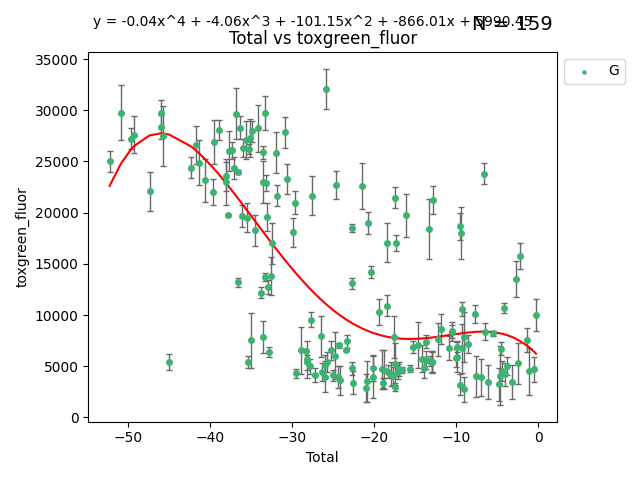 y = -0.04x^4 + -4.06x^3 + -101.15x^2 + -866.01x + 5990.45
N = 159
Total vs toxgreen_fluor
G
35000
30000
25000
20000
15000
10000
5000
0
toxgreen_fluor
−50 −40 −30 −20 −10 0
Total